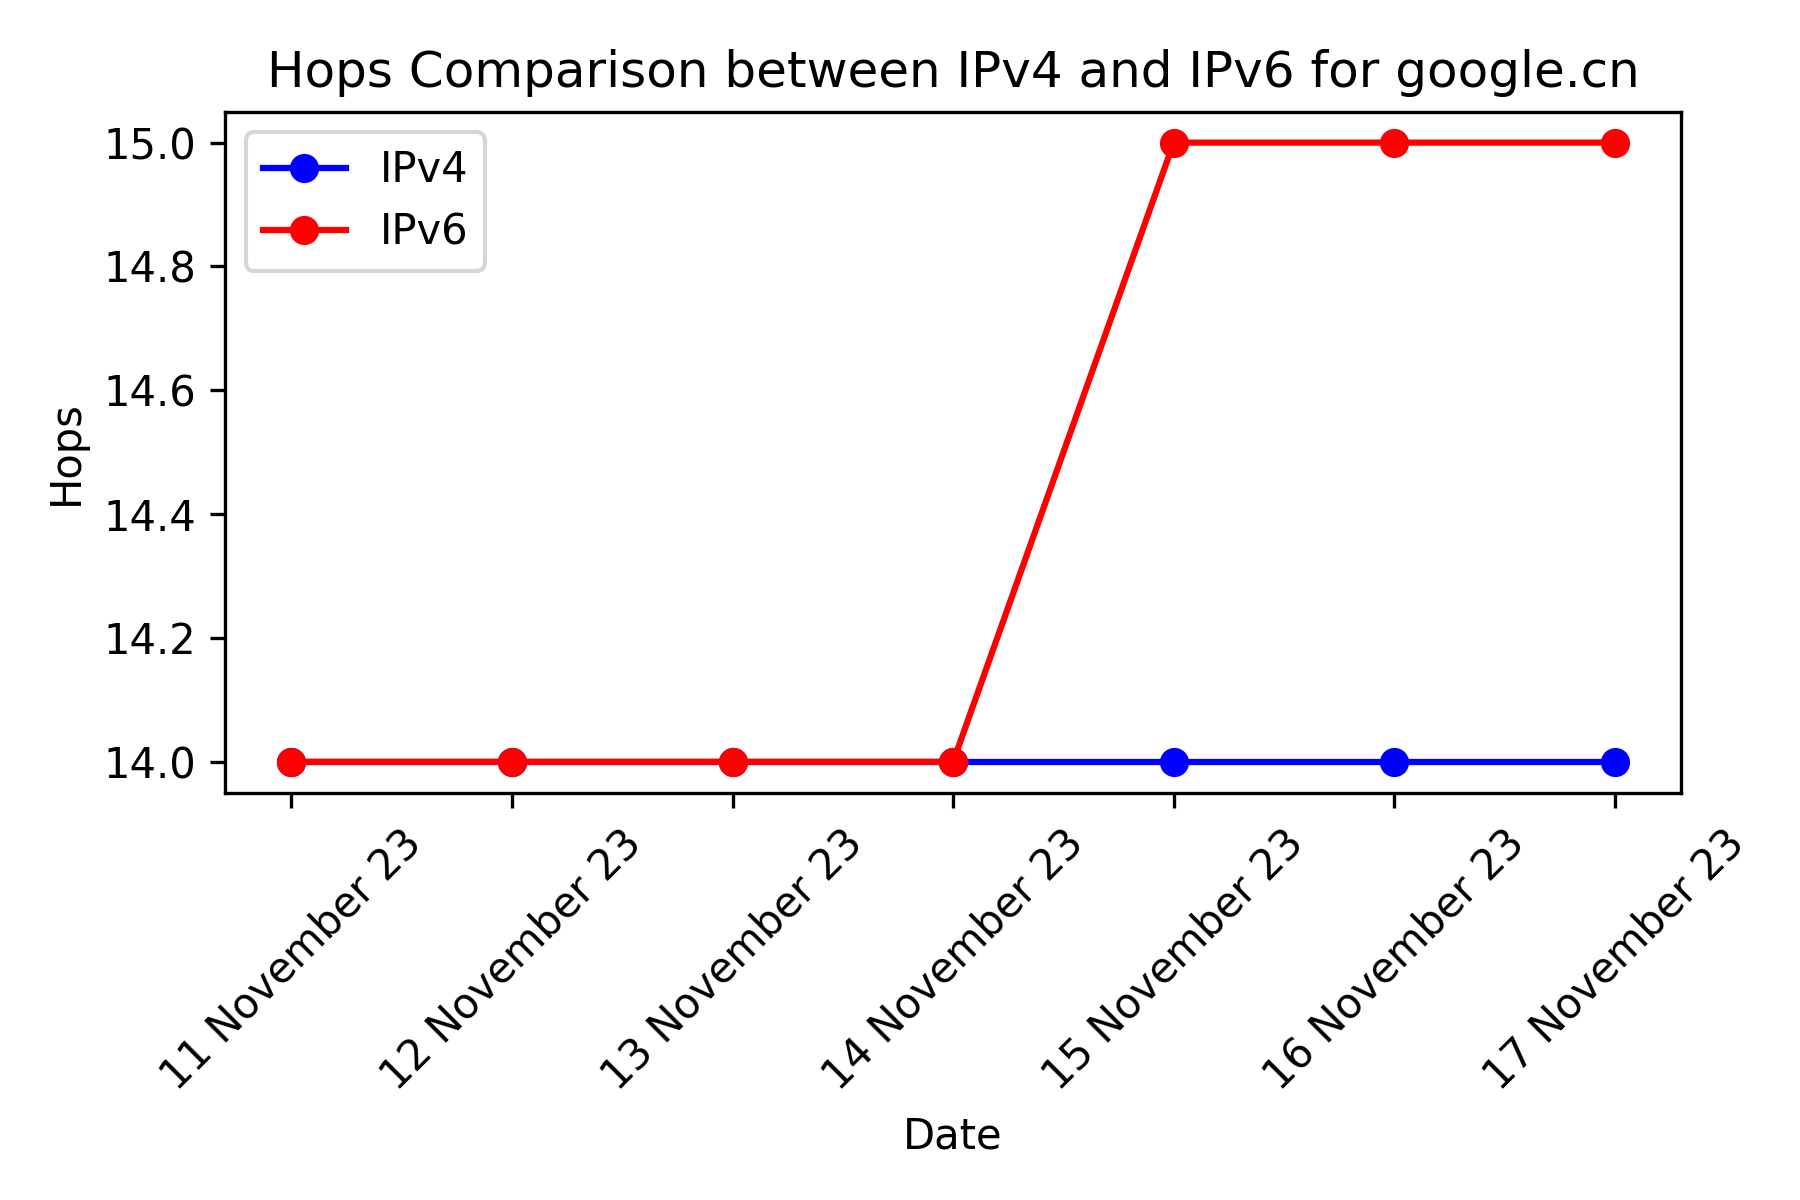 Hops Comparison between IPv4 and IPv6 for google.cn
IPv4
IPv6
15.0
14.8
14.6
14.4
14.2
14.0
Hops
11 November 23
12 November 23
13 November 23
14 November 23
15 November 23
16 November 23
17 November 23
Date